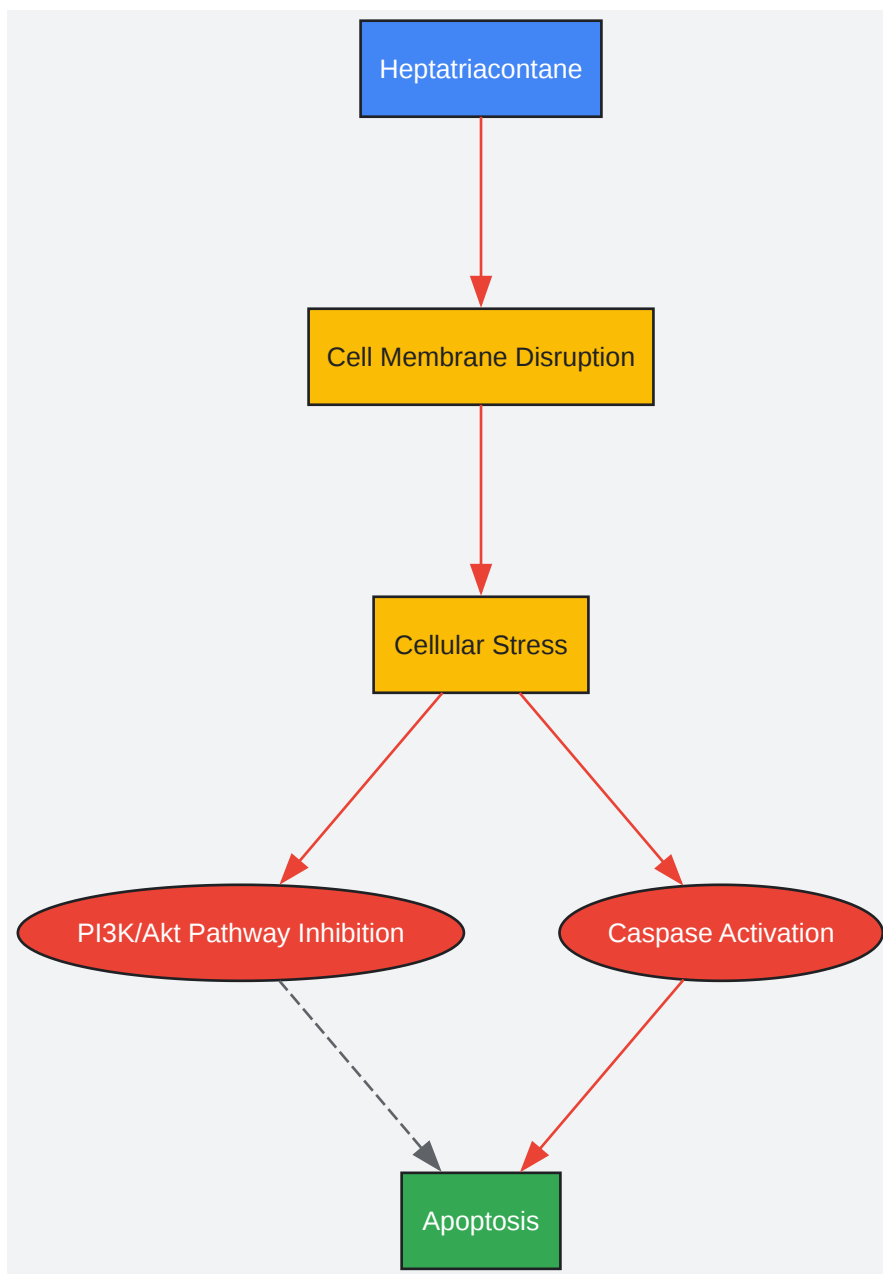 Heptatriacontane
Cell Membrane Disruption
Cellular Stress
PI3K/Akt Pathway Inhibition
Caspase Activation
Apoptosis